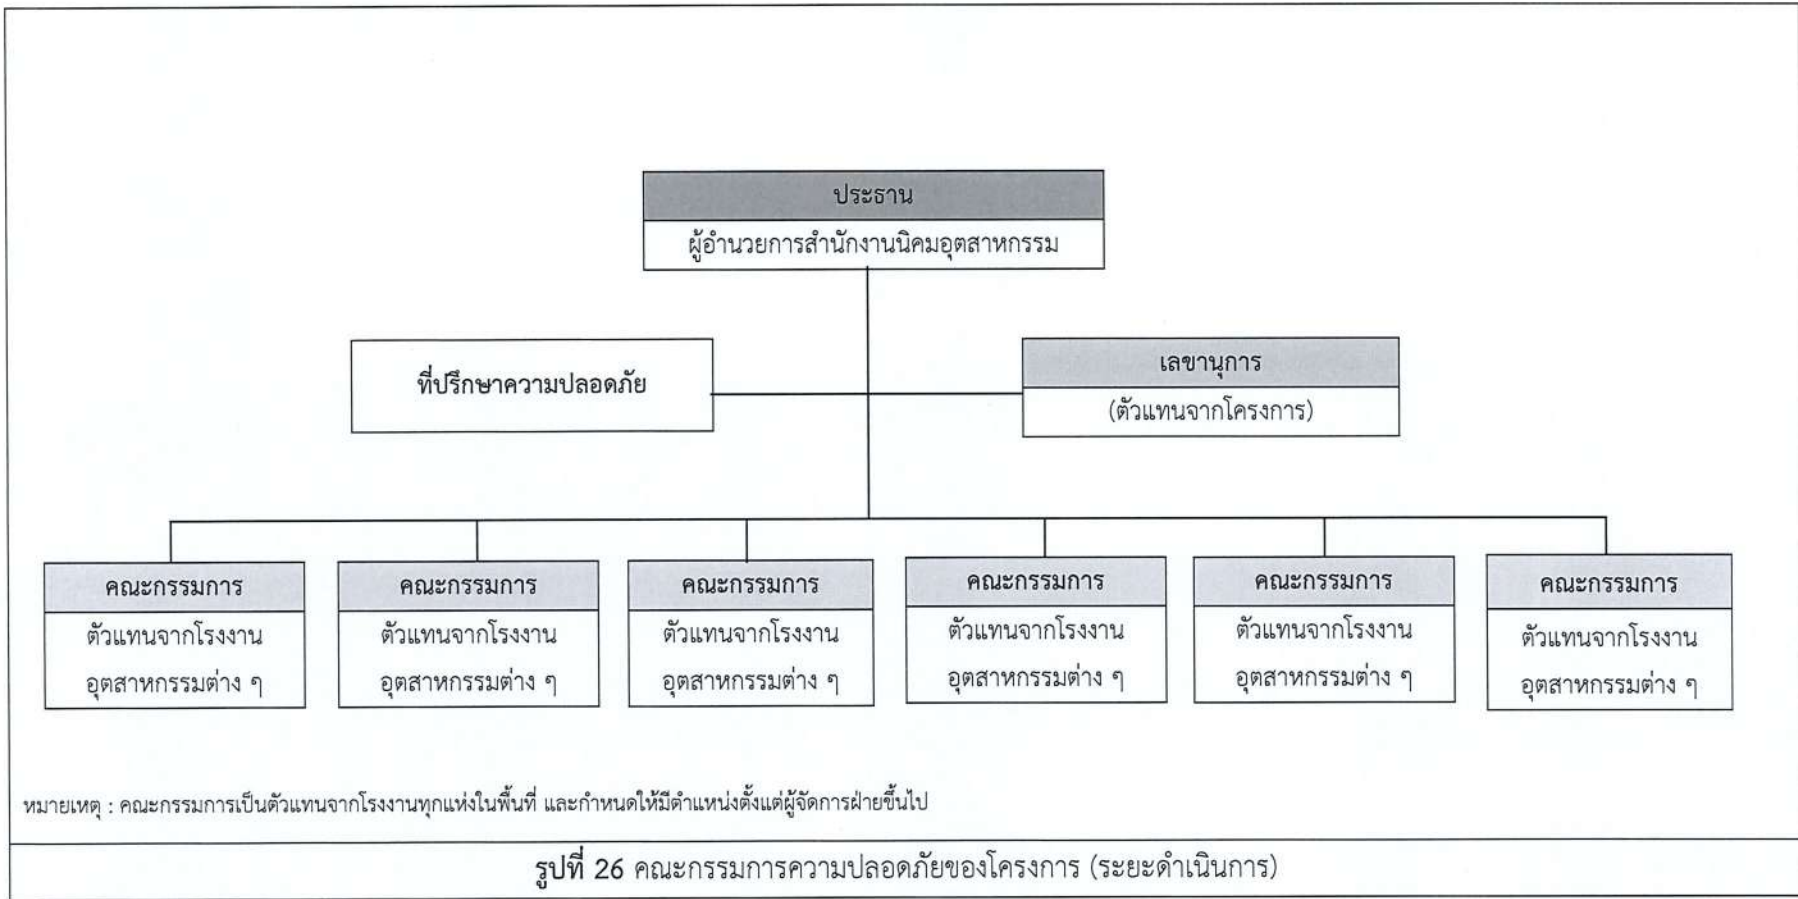 ประธาน
ผู้อำนวยการสำนักงานนิคมอุตสาหกรรม
ที่ปรึกษาความปลอดภัย
เลขานุการ
(ตัวแทนจากโครงการ)
คณะกรรมการ
ตัวแทนจากโรงงาน
อุตสาหกรรมต่าง ๆ
คณะกรรมการ
ตัวแทนจากโรงงาน
อุตสาหกรรมต่าง ๆ
คณะกรรมการ
ตัวแทนจากโรงงาน
อุตสาหกรรมต่าง ๆ
คณะกรรมการ
ตัวแทนจากโรงงาน
อุตสาหกรรมต่าง ๆ
คณะกรรมการ
ตัวแทนจากโรงงาน
อุตสาหกรรมต่าง ๆ
คณะกรรมการ
ตัวแทนจากโรงงาน
อุตสาหกรรมต่าง ๆ
หมายเหตุ : คณะกรรมการเป็นตัวแทนจากโรงงานทุกแห่งในพื้นที่ และกำหนดให้มีตำแหน่งตั้งแต่ผู้จัดการฝ่ายขึ้นไป
รูปที่ 26 คณะกรรมการความปลอดภัยของโครงการ (ระยะดำเนินการ)